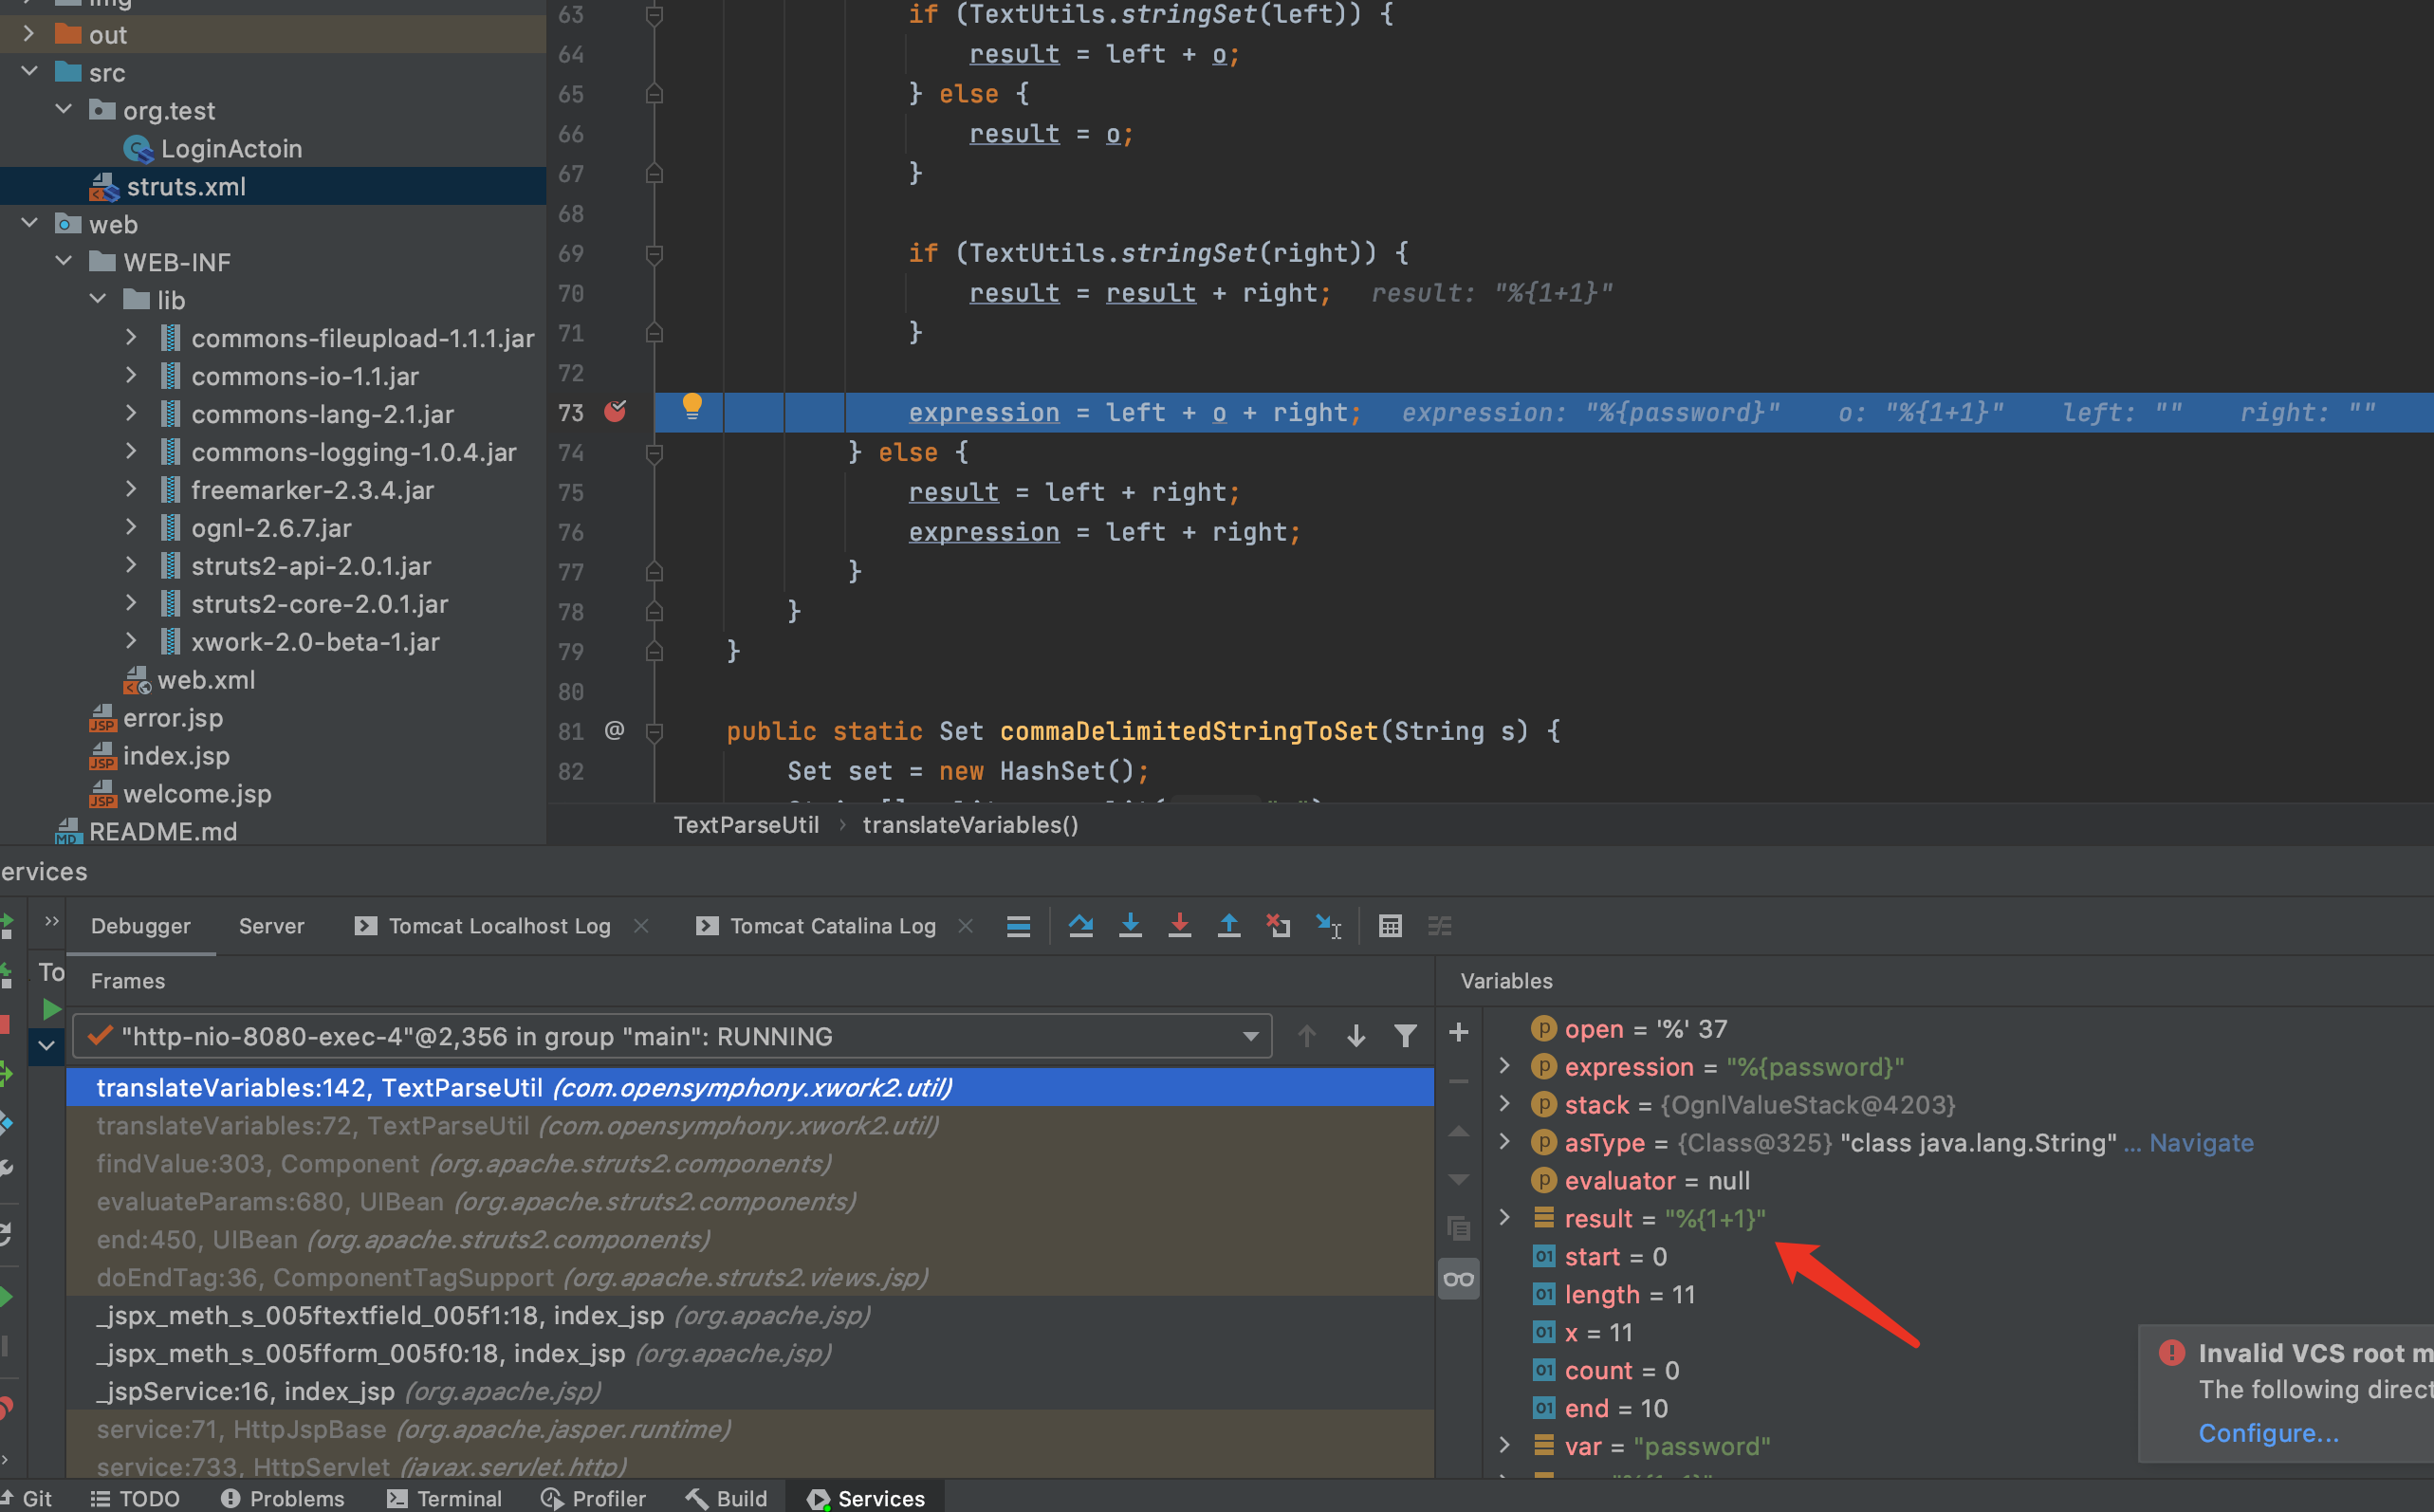 img
out
src
org.test
LoginActoin
struts.xml
web
WEB-INF
lib
commons-fileupload-1.1.1.jar
commons-io-1.1.jar
commons-lang-2.1.jar
commons-logging-1.0.4.jar
freemarker-2.3.4.jar
ognl-2.6.7.jar
struts2-api-2.0.1.jar
struts2-core-2.0.1.jar
xwork-2.0-beta-1.jar
web.xml
error.jsp
index.jsp
welcome.jsp
README.md
63 if (TextUtils.stringSet(left)) {
64 result = left + o;
65 } else {
66 result = o;
67 }
68
69 if (TextUtils.stringSet(right)) {
70 result = result + right; result: "%{1+1}"
71 }
72
73 expression = left + o + right; expression: "%{password}" o: "%{1+1}" left: "" right: ""
74 } else {
75 result = left + right;
76 expression = left + right;
77 }
78 }
79 }
80
81 @ public static Set commaDelimitedStringToSet(String s) {
82 Set set = new HashSet();
TextParseUtil › translateVariables()
ervices
Debugger Server Tomcat Localhost Log Tomcat Catalina Log
To
Frames
"http-nio-8080-exec-4"@2,356 in group "main": RUNNING
translateVariables:142, TextParseUtil (com.opensymphony.xwork2.util)
translateVariables:72, TextParseUtil (com.opensymphony.xwork2.util)
findValue:303, Component (org.apache.struts2.components)
evaluateParams:680, UIBean (org.apache.struts2.components)
end:450, UIBean (org.apache.struts2.components)
doEndTag:36, ComponentTagSupport (org.apache.struts2.views.jsp)
_jspx_meth_s_005ftextfield_005f1:18, index_jsp (org.apache.jsp)
_jspx_meth_s_005fform_005f0:18, index_jsp (org.apache.jsp)
_jspService:16, index_jsp (org.apache.jsp)
service:71, HttpJspBase (org.apache.jasper.runtime)
service:733, HttpServlet (javax.servlet.http)
Variables
open = '%' 37
expression = "%{password}"
stack = {OgnlValueStack@4203}
asType = {Class@325} "class java.lang.String" ... Navigate
evaluator = null
result = "%{1+1}"
start = 0
length = 11
x = 11
count = 0
end = 10
var = "password"
Invalid VCS root m
The following direct
Configure...
Git TODO Problems Terminal Profiler Build Services